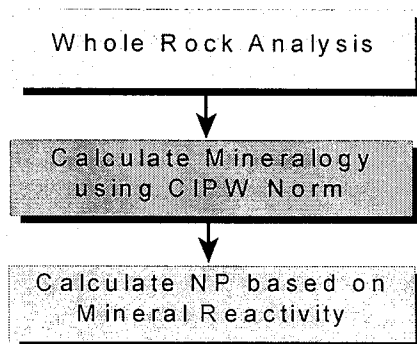 Whole Rock Analysis
Calculate Mineralogy
using CIPW Norm
Calculate NP based on
Mineral Reactivity